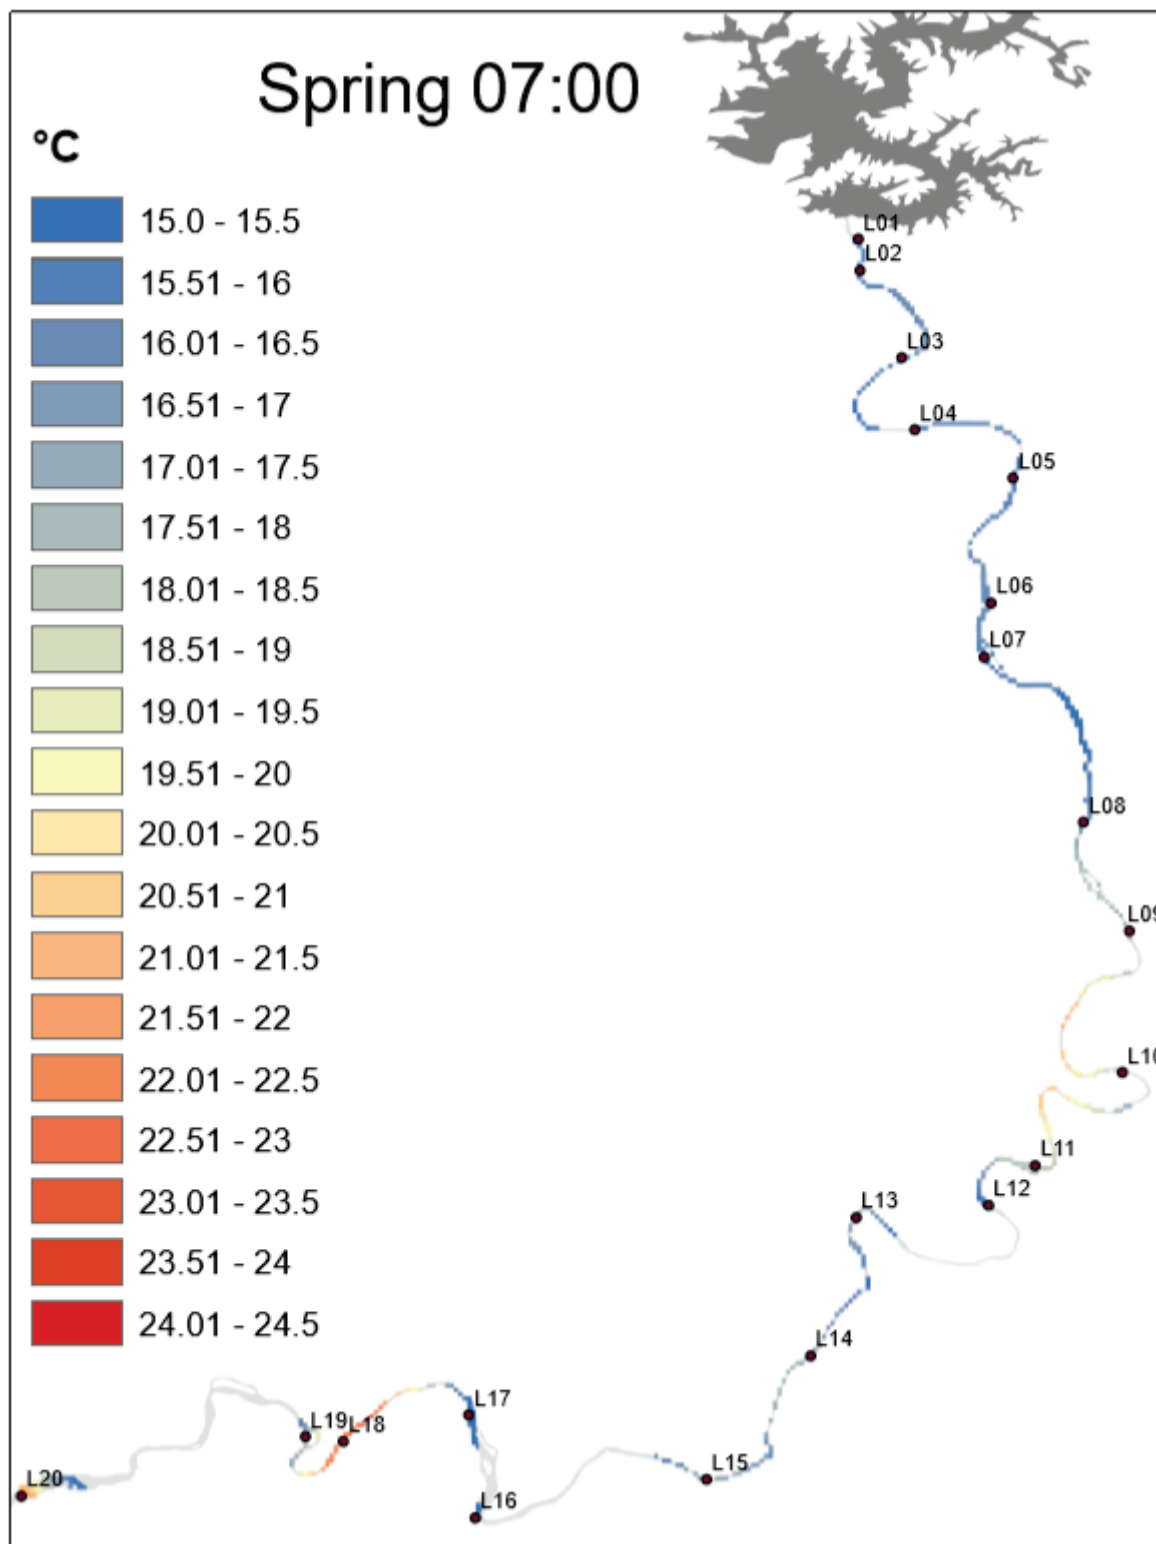 Spring 07:00
°C
15.0 - 15.5
15.51 - 16
16.01 - 16.5
16.51 - 17
17.01 - 17.5
17.51 - 18
18.01 - 18.5
18.51 - 19
19.01 - 19.5
19.51 - 20
20.01 - 20.5
20.51 - 21
21.01 - 21.5
21.51 - 22
22.01 - 22.5
22.51 - 23
23.01 - 23.5
23.51 - 24
24.01 - 24.5
L01
L02
L03
L04
L05
L06
L07
L08
L09
L10
L11
L12
L13
L14
L15
L16
L17
L18
L19
L20